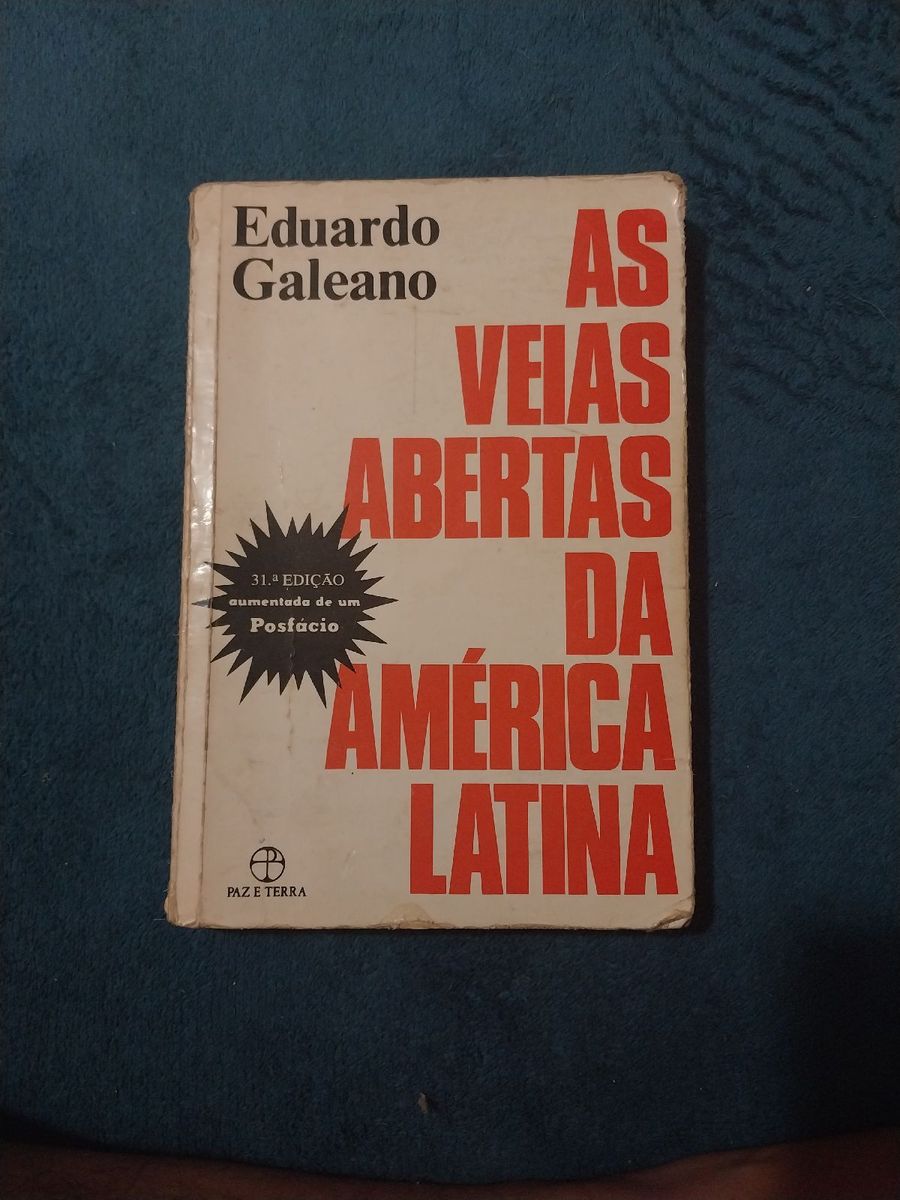 Eduardo
Galeano
AS
VEIAS
ABERTAS
DA
AMÉRICA
LATINA
31.ª EDIÇÃO
aumentada de um
Posfácio
PAZ E TERRA